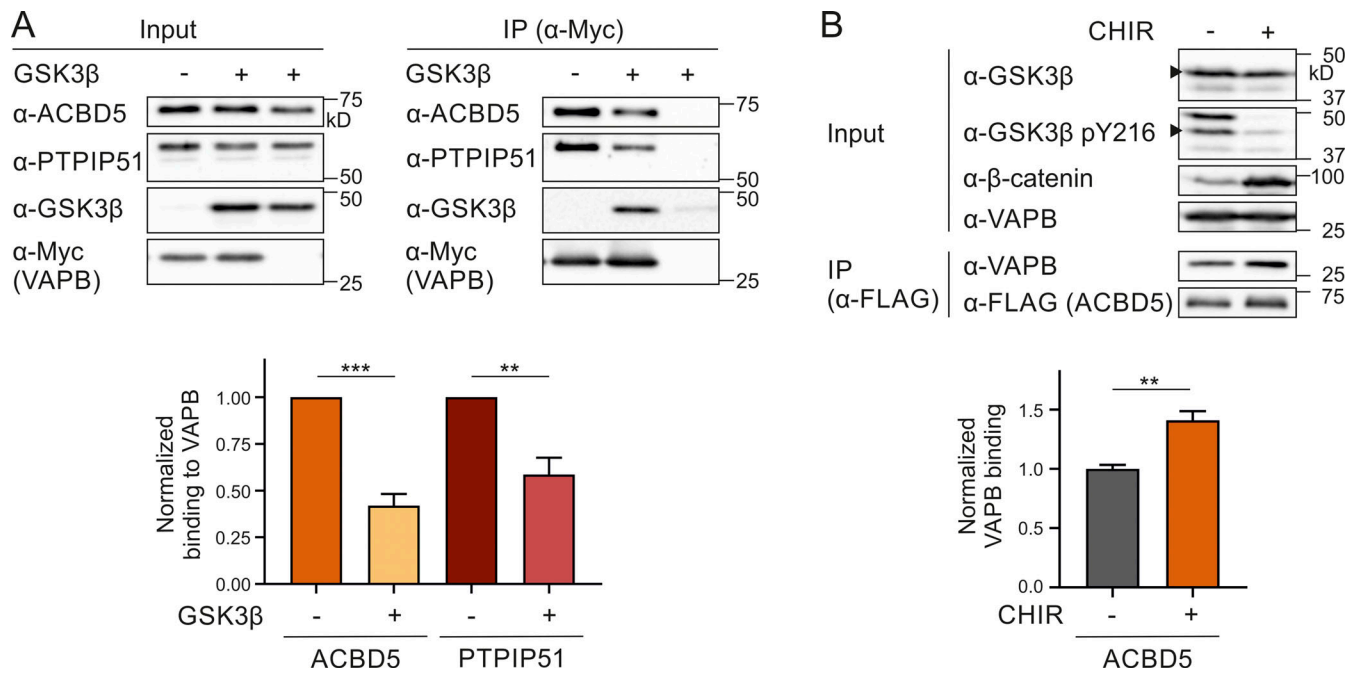 A
Input
IP (α-Myc)
GSK3β - + +
GSK3β - + +
α-ACBD5
75
kD
α-PTPIP51
50
α-GSK3β
50
α-Myc
(VAPB)
25
α-ACBD5
75
α-PTPIP51
50
α-GSK3β
50
α-Myc
(VAPB)
25
Normalized
binding to VAPB
1.00
0.75
0.50
0.25
0.00
***
**
GSK3β - + - +
ACBD5 PTPIP51
B
CHIR - +
Input
α-GSK3β
50
kD
37
α-GSK3β pY216
50
37
α-β-catenin
100
α-VAPB
25
IP
(α-FLAG)
α-VAPB
25
α-FLAG (ACBD5)
75
Normalized
VAPB binding
1.5
1.0
0.5
0.0
**
CHIR - +
ACBD5